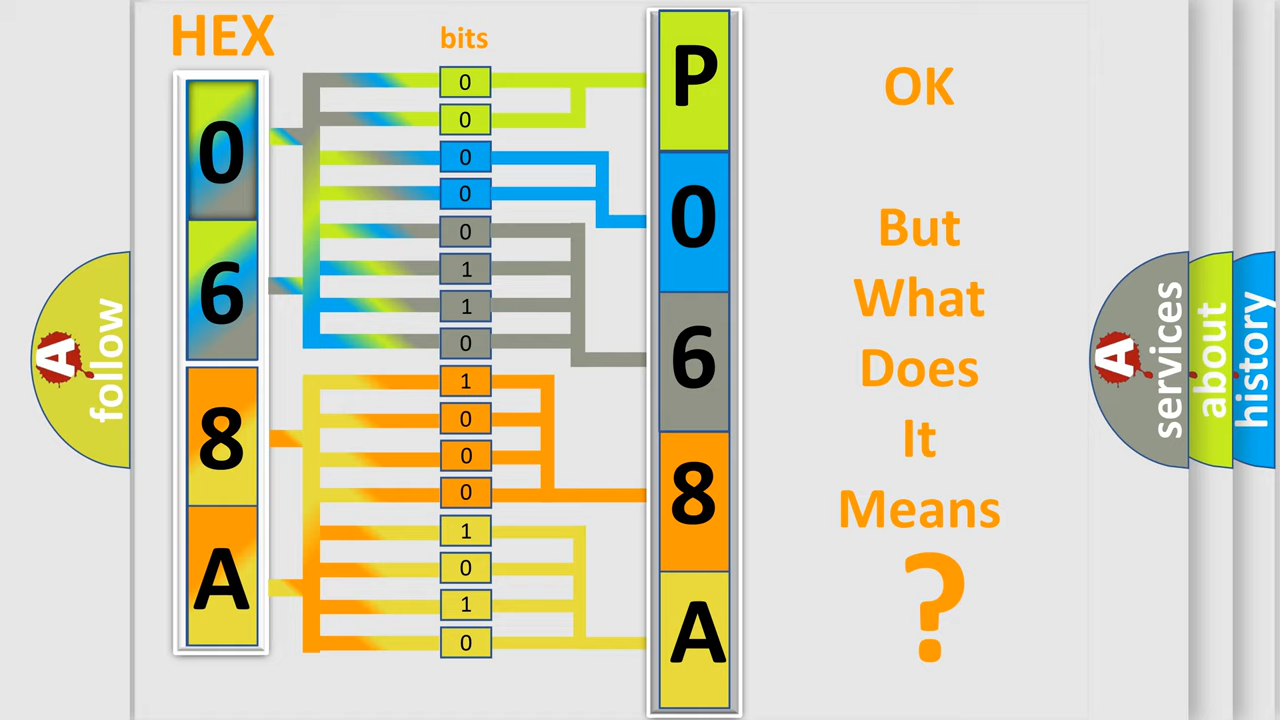 HEX
bits
0
6
8
A
0
0
0
0
0
1
1
0
1
0
0
0
1
0
1
0
P
0
6
8
A
OK
But
What
Does
It
Means
?
A
follow
A
services
about
history